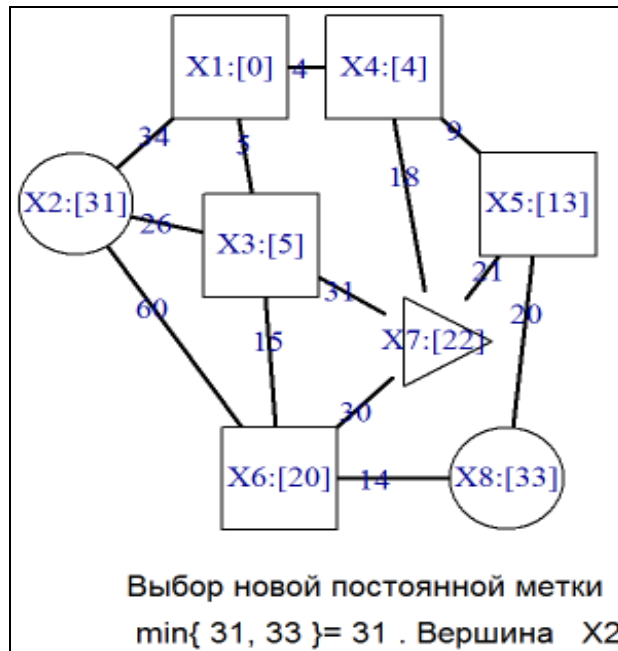 X1:[0] 4 X4:[4]
34 5 9
18
X2:[31] 26 X3:[5] X5:[13]
31 21
60 15 X7:[22] 20
30
X6:[20] 14 X8:[33]
Выбор новой постоянной метки
min{ 31, 33 }= 31 . Вершина X2